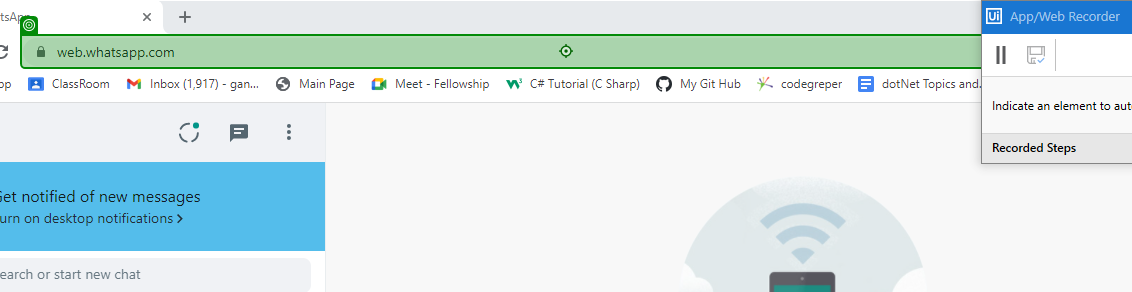 tsApp
Ui App/Web Recorder
web.whatsapp.com
op ClassRoom Inbox (1,917) - gan... Main Page Meet - Fellowship W3 C# Tutorial (C Sharp) My Git Hub codegreper dotNet Topics and.
Indicate an element to aut
Recorded Steps
Get notified of new messages
urn on desktop notifications >
earch or start new chat